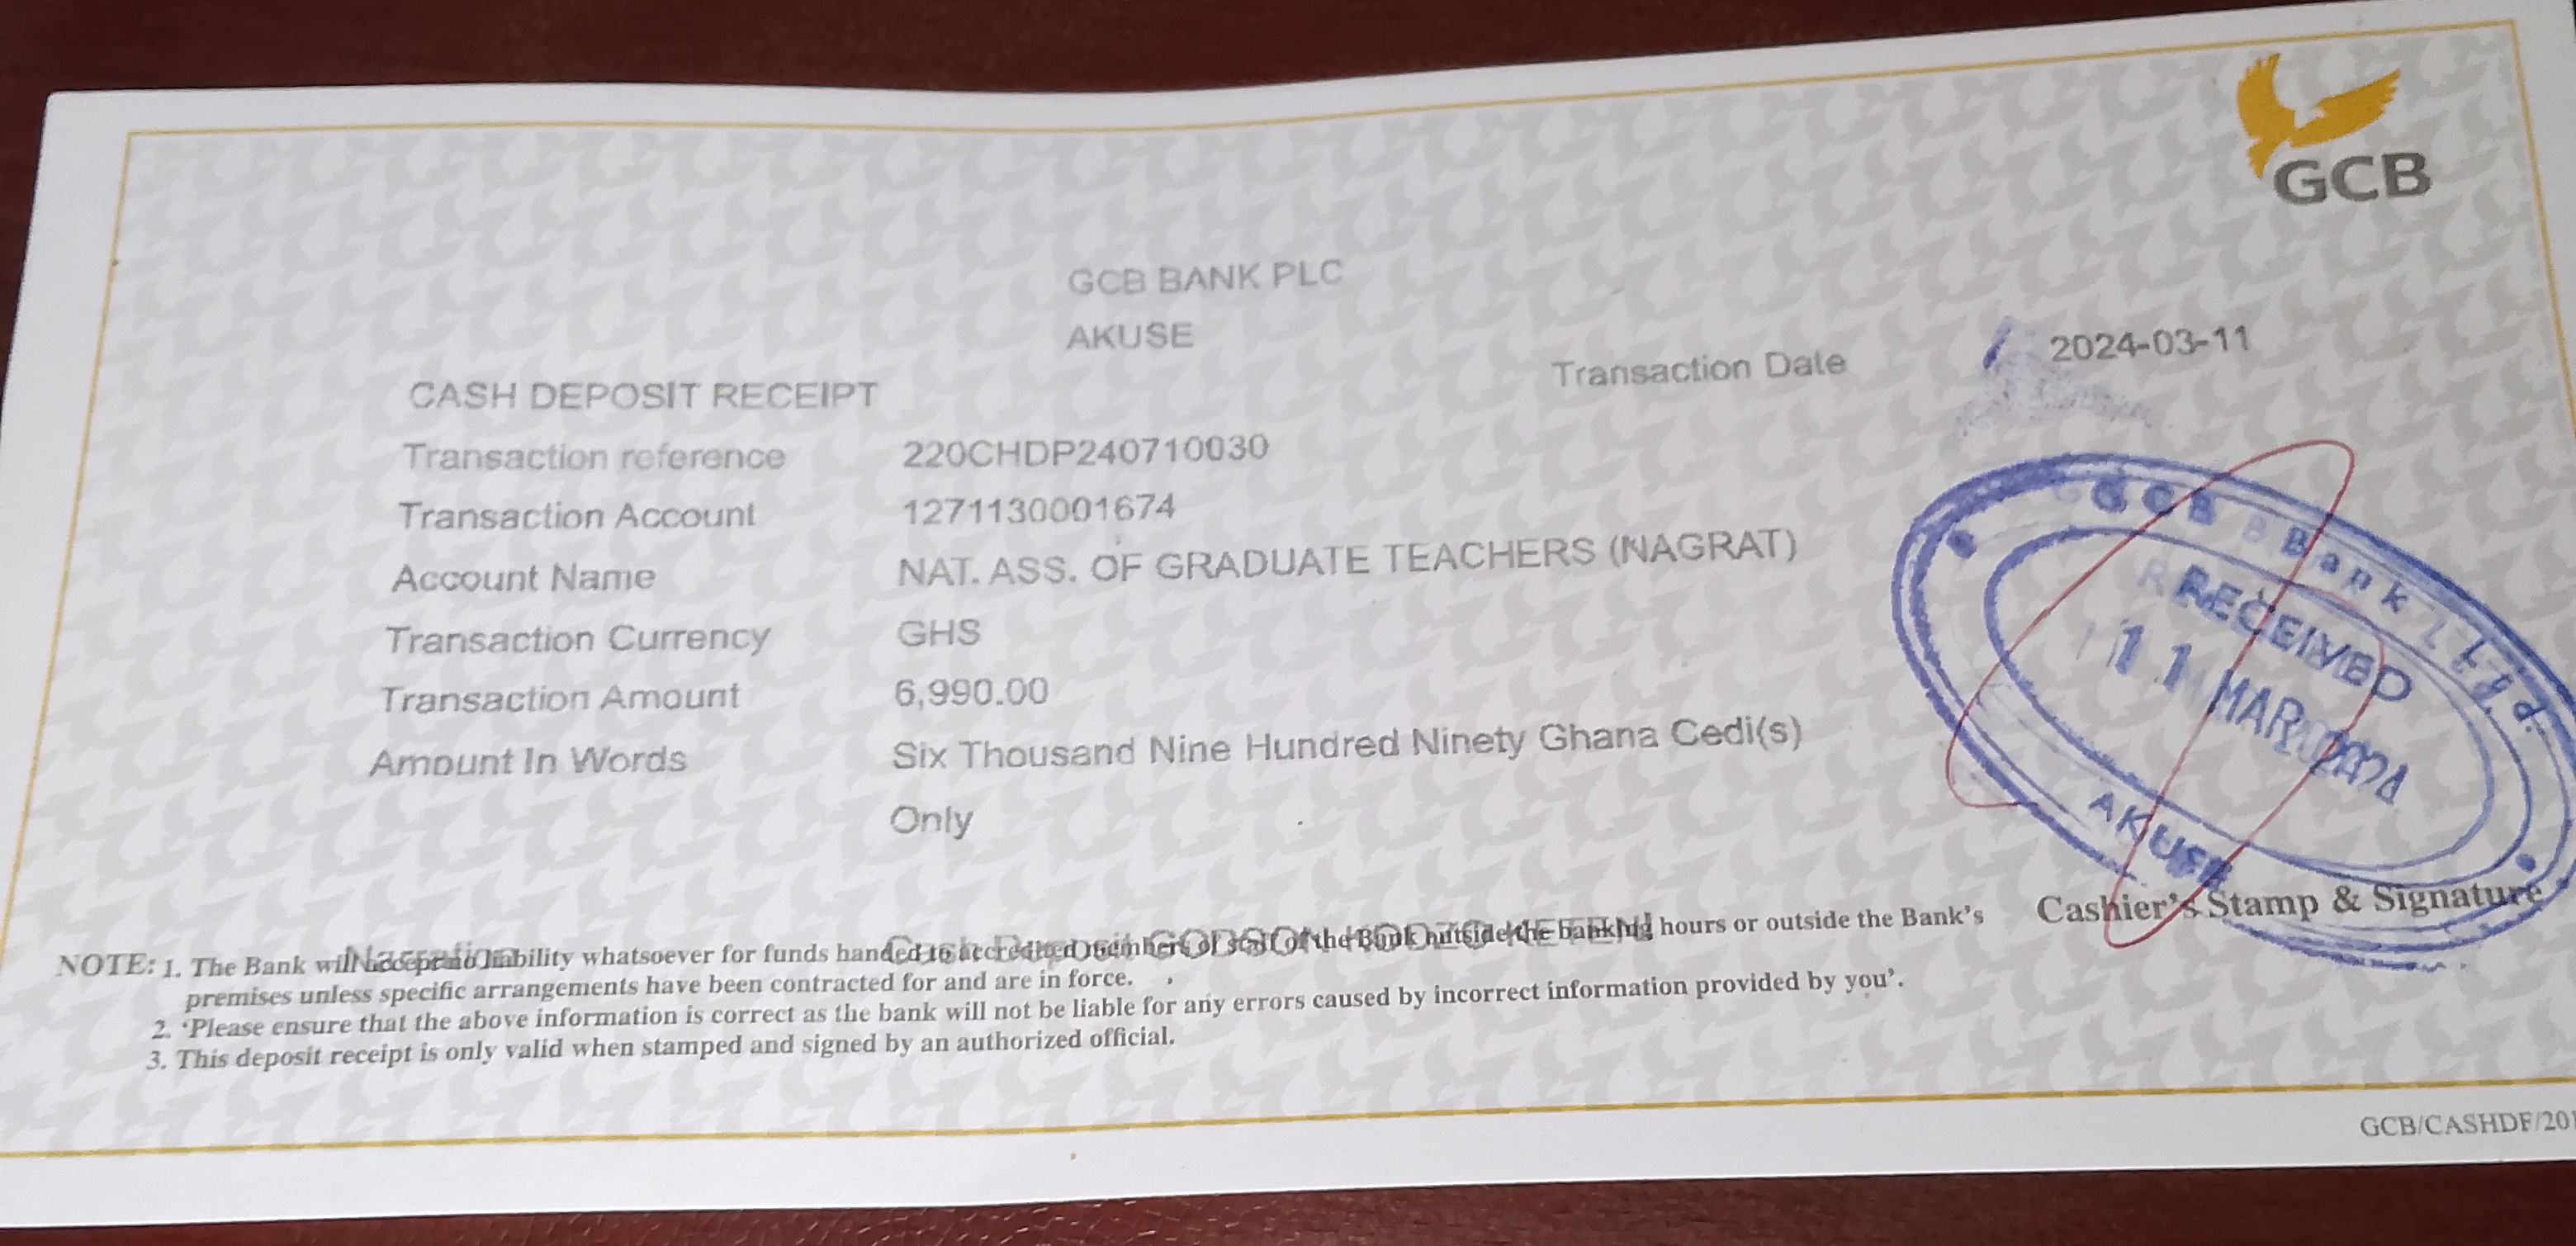 GCB
GCB BANK PLC
AKUSE
Transaction Date 2024-03-11
CASH DEPOSIT RECEIPT
Transaction reference 220CHDP240710030
Transaction Account 1271130001674
Account Name NAT. ASS. OF GRADUATE TEACHERS (NAGRAT)
Transaction Currency GHS
Transaction Amount 6,990.00
Amount In Words Six Thousand Nine Hundred Ninety Ghana Cedi(s)
Only
GCB Bank Ltd.
RECEIVED
11 MAR 2024
AKUSE
Cashier's Stamp & Signature
Narration Cash Deposit GODSON
NOTE: 1. The Bank will accept no liability whatsoever for funds handed to accredited members of staff of the Bank outside the banking hours or outside the Bank's
premises unless specific arrangements have been contracted for and are in force.
2. 'Please ensure that the above information is correct as the bank will not be liable for any errors caused by incorrect information provided by you'.
3. This deposit receipt is only valid when stamped and signed by an authorized official.
GCB/CASHDF/201